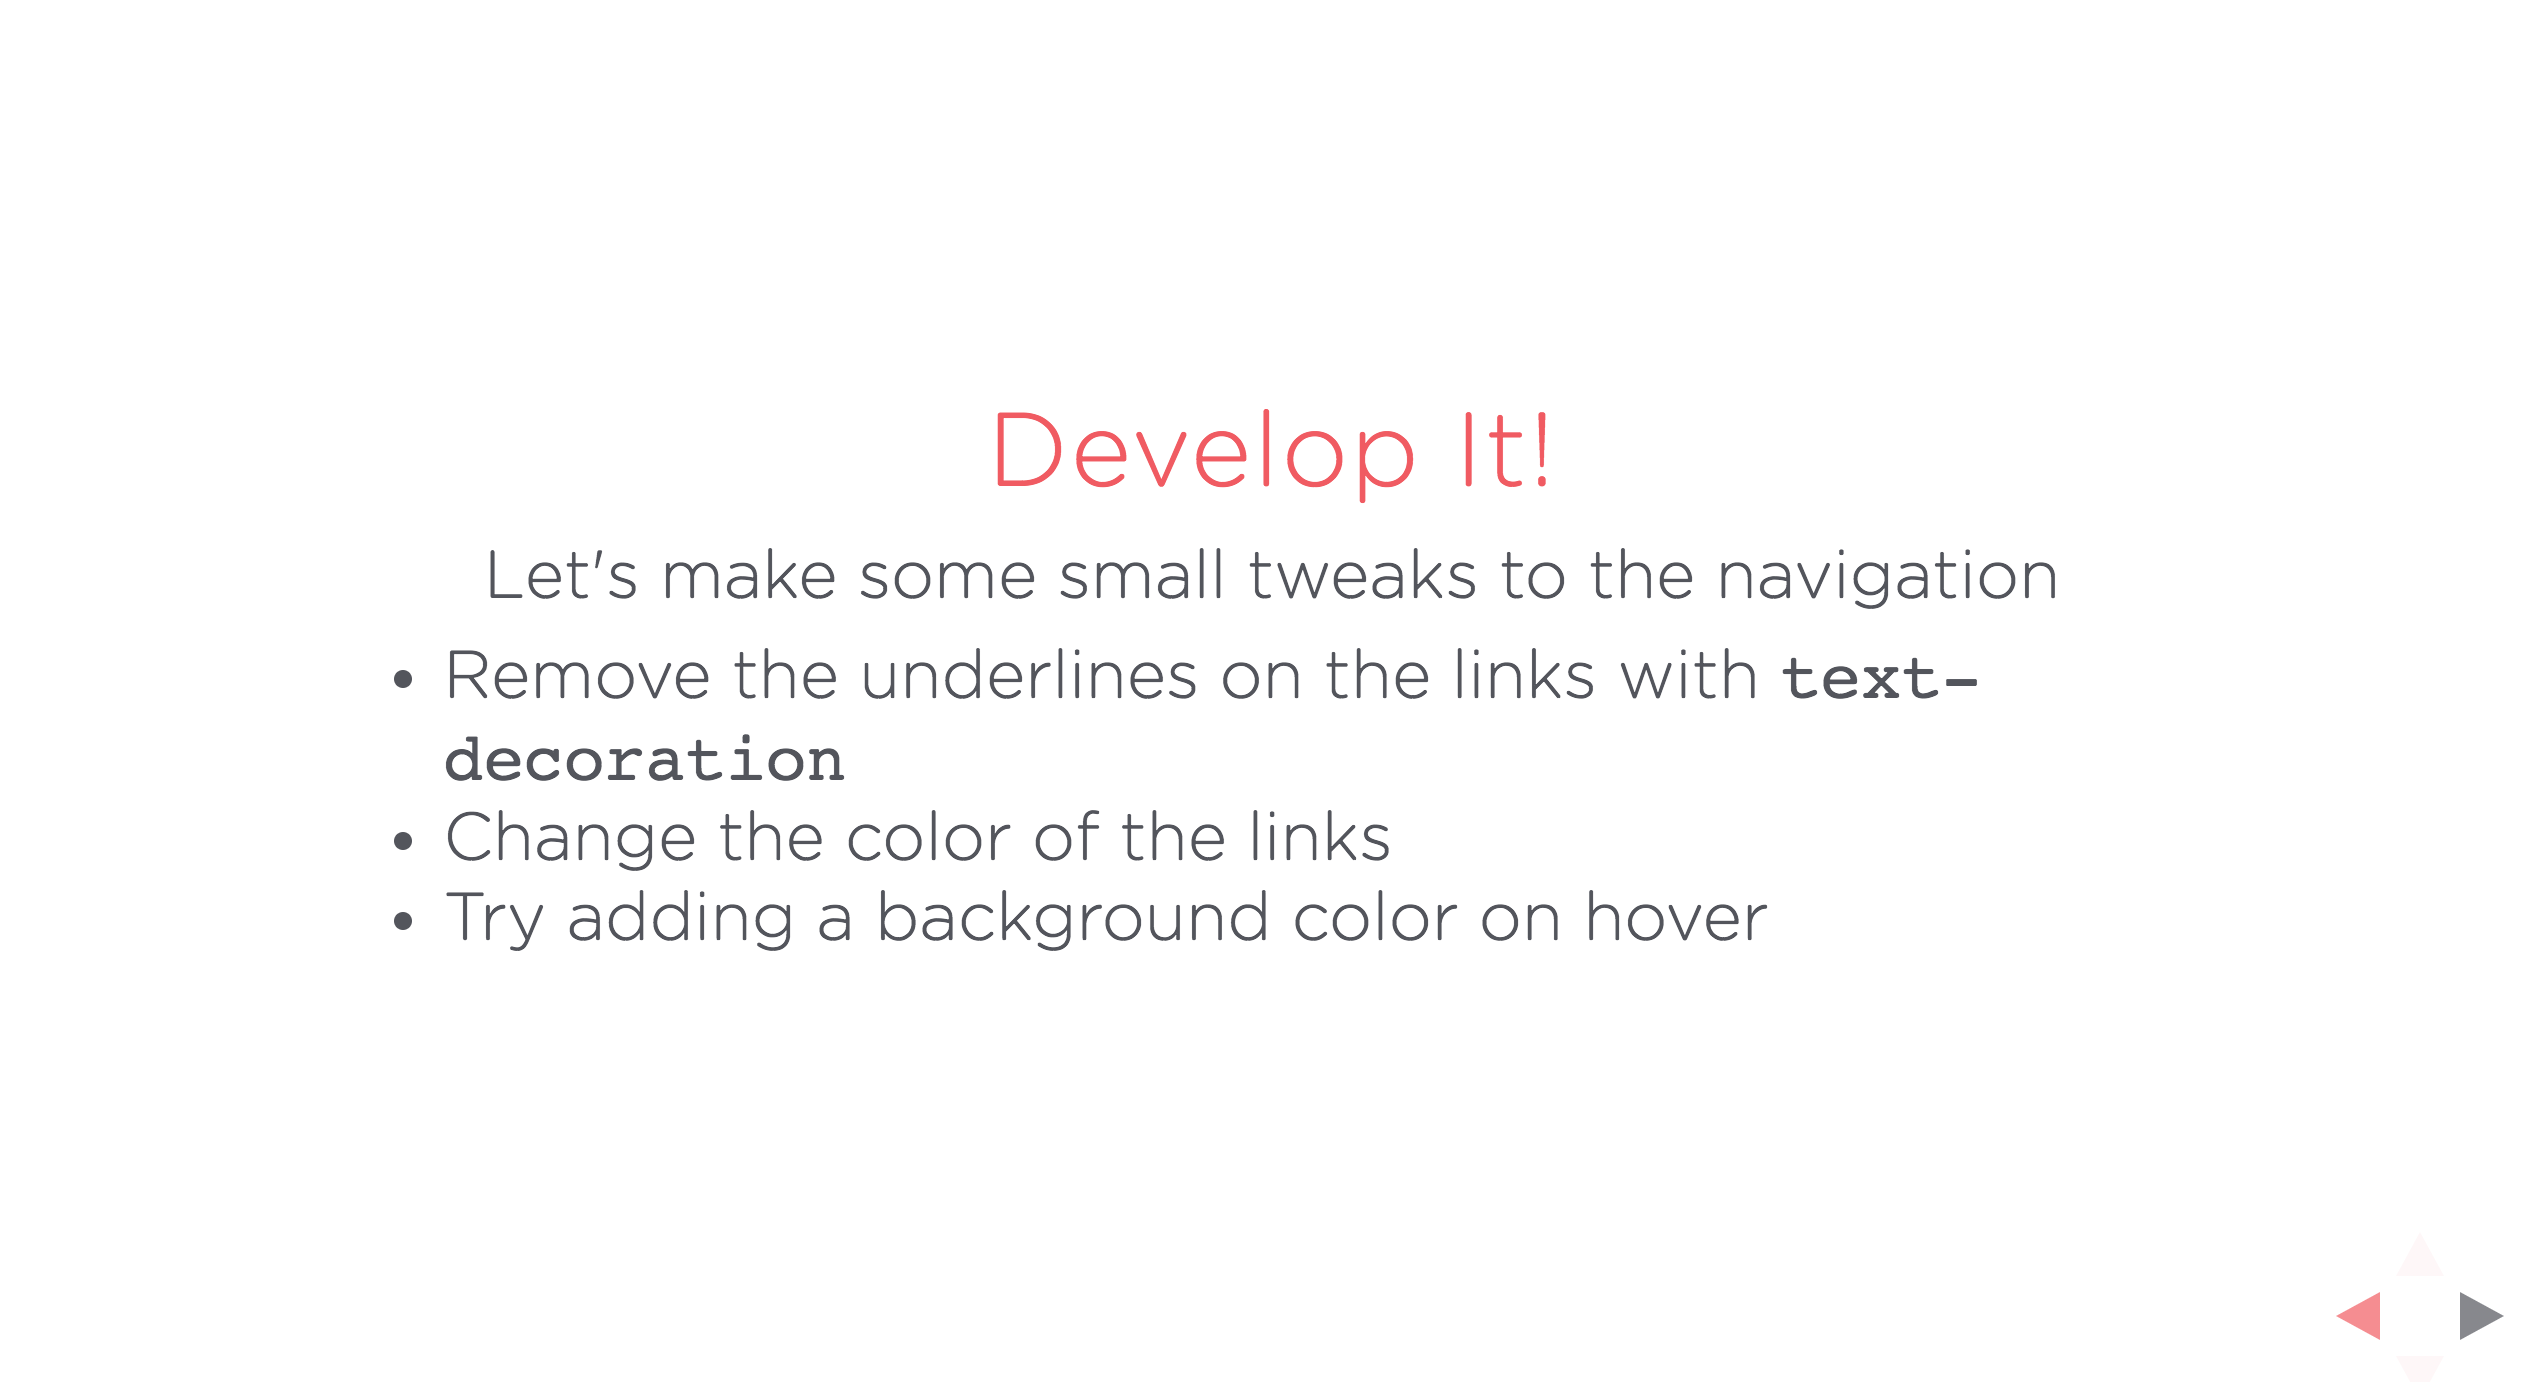 Develop It!
Let's make some small tweaks to the navigation
• Remove the underlines on the links with text-
decoration
• Change the color of the links
• Try adding a background color on hover